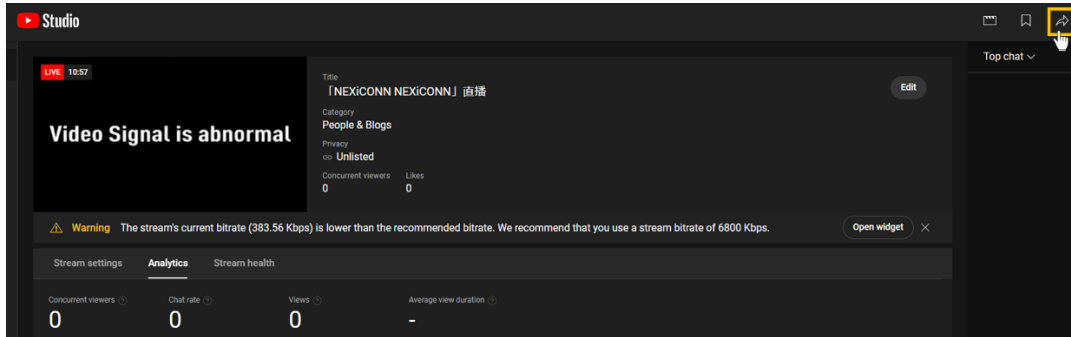 Studio
LIVE 10:57
Video Signal is abnormal
Title
「NEXiCONN NEXiCONN」直播
Edit
Category
People & Blogs
Privacy
Unlisted
Concurrent viewers Likes
0 0
Top chat
Warning The stream's current bitrate (383.56 Kbps) is lower than the recommended bitrate. We recommend that you use a stream bitrate of 6800 Kbps. Open widget
Stream settings Analytics Stream health
Concurrent viewers Chat rate Views Average view duration
0 0 0 -